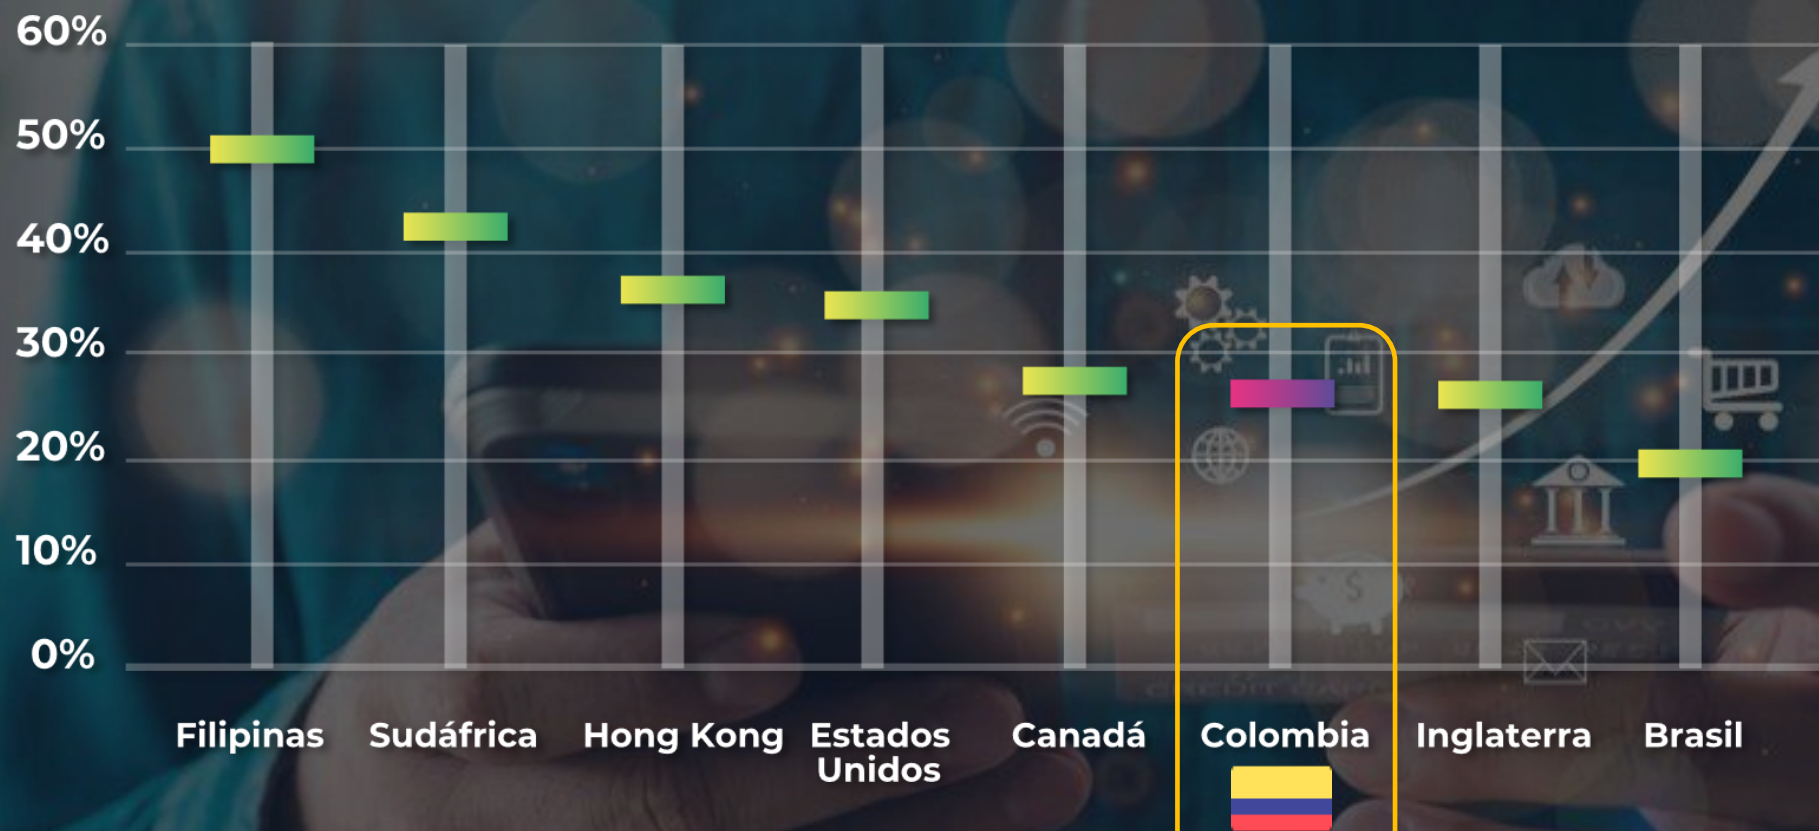 60%
50%
40%
30%
20%
10%
0%
Filipinas
Sudáfrica
Hong Kong
Estados
Unidos
Canadá
Colombia
Inglaterra
Brasil